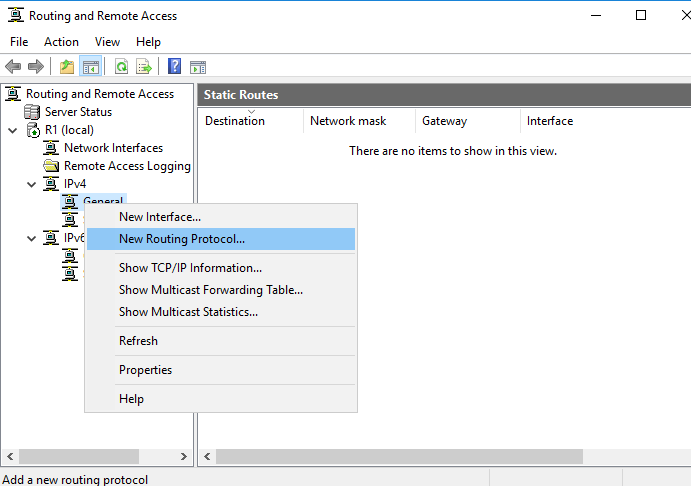 Routing and Remote Access
File Action View Help
Routing and Remote Access
Server Status
R1 (local)
Network Interfaces
Remote Access Logging
IPv4
General
IPv6
Static Routes
Destination Network mask Gateway Interface
There are no items to show in this view.
New Interface...
New Routing Protocol...
Show TCP/IP Information...
Show Multicast Forwarding Table...
Show Multicast Statistics...
Refresh
Properties
Help
Add a new routing protocol